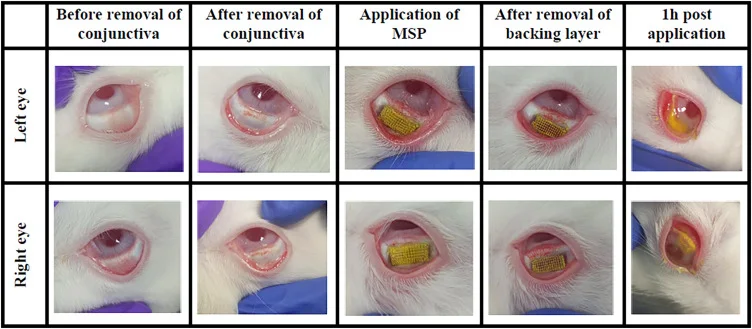 Before removal of
conjunctiva
After removal of
conjunctiva
Application of
MSP
After removal of
backing layer
1h post
application
Left eye
Right eye